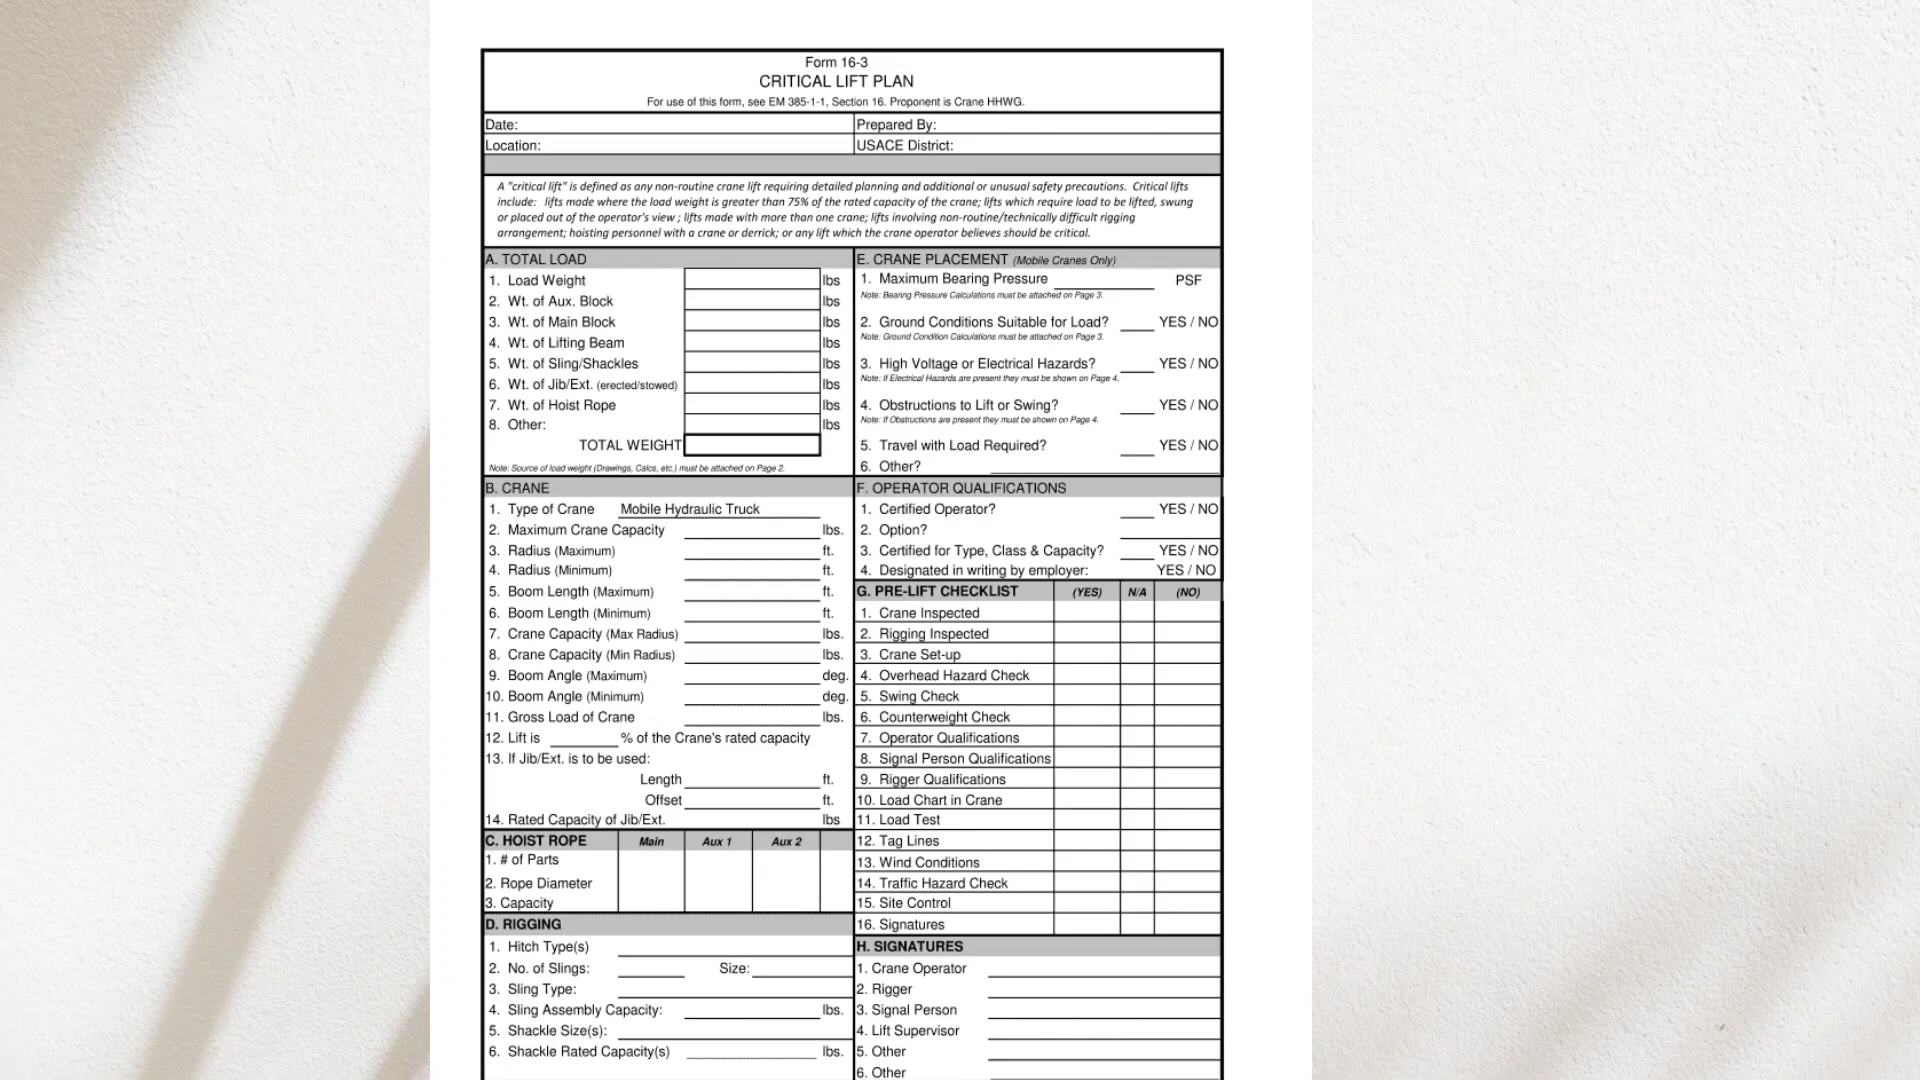 Form 16-3
CRITICAL LIFT PLAN
For use of this form, see EM 385-1-1, Section 16. Proponent is Crane HHWG.
Date:
Prepared By:
Location:
USACE District:
A "critical lift" is defined as any non-routine crane lift requiring detailed planning and additional or unusual safety precautions. Critical lifts
include: lifts made where the load weight is greater than 75% of the rated capacity of the crane; lifts which require load to be lifted, swung
or placed out of the operator's view ; lifts made with more than one crane; lifts involving non-routine/technically difficult rigging
arrangement; hoisting personnel with a crane or derrick; or any lift which the crane operator believes should be critical.
A. TOTAL LOAD
1. Load Weight lbs
2. Wt. of Aux. Block lbs
3. Wt. of Main Block lbs
4. Wt. of Lifting Beam lbs
5. Wt. of Sling/Shackles lbs
6. Wt. of Jib/Ext. (erected/stowed) lbs
7. Wt. of Hoist Rope lbs
8. Other: lbs
TOTAL WEIGHT
Note: Source of load weight (Drawings, Calcs, etc.) must be attached on Page 2.
B. CRANE
1. Type of Crane Mobile Hydraulic Truck
2. Maximum Crane Capacity lbs.
3. Radius (Maximum) ft.
4. Radius (Minimum) ft.
5. Boom Length (Maximum) ft.
6. Boom Length (Minimum) ft.
7. Crane Capacity (Max Radius) lbs.
8. Crane Capacity (Min Radius) lbs.
9. Boom Angle (Maximum) deg.
10. Boom Angle (Minimum) deg.
11. Gross Load of Crane lbs.
12. Lift is % of the Crane's rated capacity
13. If Jib/Ext. is to be used:
Length ft.
Offset ft.
14. Rated Capacity of Jib/Ext. lbs
C. HOIST ROPE Main Aux 1 Aux 2
1. # of Parts
2. Rope Diameter
3. Capacity
D. RIGGING
1. Hitch Type(s)
2. No. of Slings: Size:
3. Sling Type:
4. Sling Assembly Capacity: lbs.
5. Shackle Size(s):
6. Shackle Rated Capacity(s) lbs.
E. CRANE PLACEMENT (Mobile Cranes Only)
1. Maximum Bearing Pressure PSF
Note: Bearing Pressure Calculations must be attached on Page 3.
2. Ground Conditions Suitable for Load? YES / NO
Note: Ground Condition Calculations must be attached on Page 3.
3. High Voltage or Electrical Hazards? YES / NO
Note: If Electrical Hazards are present they must be shown on Page 4.
4. Obstructions to Lift or Swing? YES / NO
Note: If Obstructions are present they must be shown on Page 4.
5. Travel with Load Required? YES / NO
6. Other?
F. OPERATOR QUALIFICATIONS
1. Certified Operator? YES / NO
2. Option?
3. Certified for Type, Class & Capacity? YES / NO
4. Designated in writing by employer: YES / NO
G. PRE-LIFT CHECKLIST (YES) N/A (NO)
1. Crane Inspected
2. Rigging Inspected
3. Crane Set-up
4. Overhead Hazard Check
5. Swing Check
6. Counterweight Check
7. Operator Qualifications
8. Signal Person Qualifications
9. Rigger Qualifications
10. Load Chart in Crane
11. Load Test
12. Tag Lines
13. Wind Conditions
14. Traffic Hazard Check
15. Site Control
16. Signatures
H. SIGNATURES
1. Crane Operator
2. Rigger
3. Signal Person
4. Lift Supervisor
5. Other
6. Other